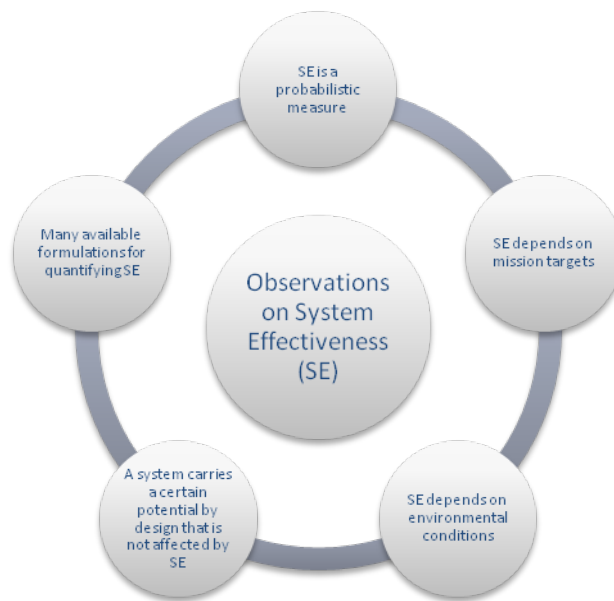 SE is a
probabilistic
measure
Many available
formulations for
quantifying SE
SE depends on
mission targets
Observations
on System
Effectiveness
(SE)
A system carries
a certain
potential by
design that is
not affected by
SE
SE depends on
environmental
conditions